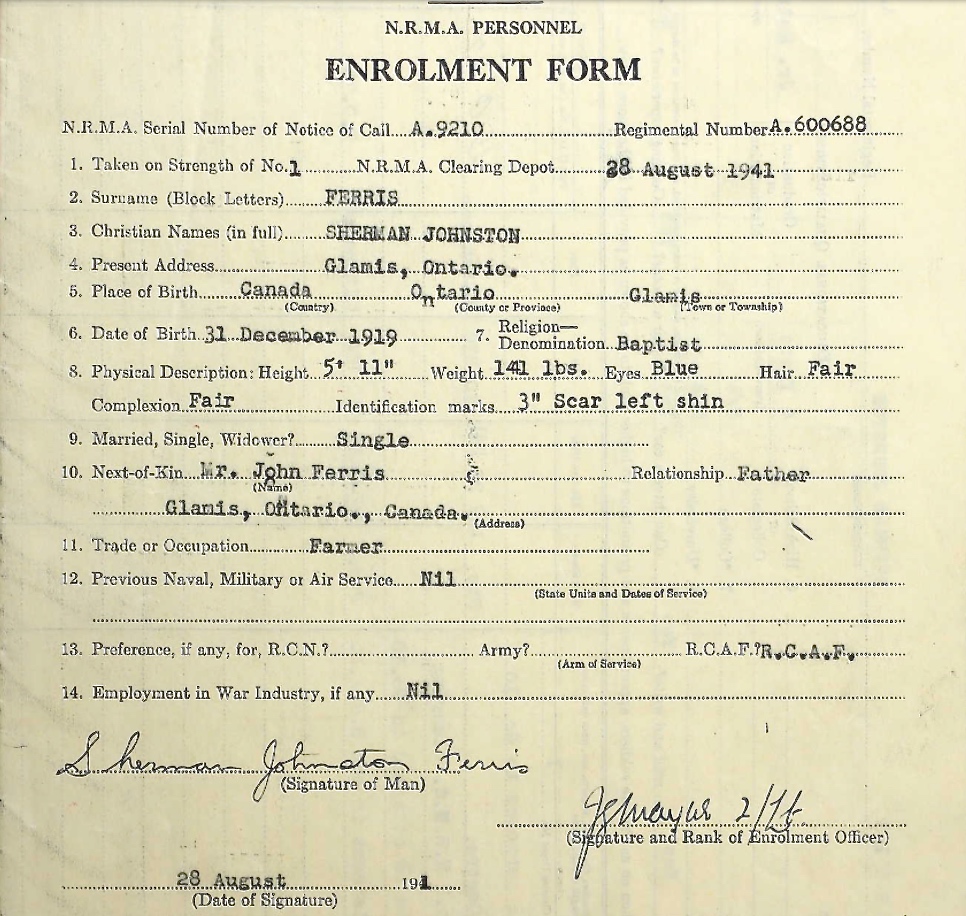 N.R.M.A. PERSONNEL
ENROLMENT FORM
N.R.M.A. Serial Number of Notice of Call A.9210 Regimental Number A.600688
1. Taken on Strength of No. 1 N.R.M.A. Clearing Depot 28 August 1941
2. Surname (Block Letters) FERRIS
3. Christian Names (in full) SHERMAN JOHNSTON
4. Present Address Glamis, Ontario.
5. Place of Birth Canada Ontario Glamis
(Country) (County or Province) (Town or Township)
6. Date of Birth 31 December 1919 7. Religion—
Denomination Baptist
8. Physical Description: Height 5' 11" Weight 141 lbs. Eyes Blue Hair Fair
Complexion Fair Identification marks 3" Scar left shin
9. Married, Single, Widower? Single
10. Next-of-Kin Mr. John Ferris Relationship Father
(Name)
Glamis, Ontario., Canada.
(Address)
11. Trade or Occupation Farmer
12. Previous Naval, Military or Air Service Nil
(State Units and Dates of Service)
13. Preference, if any, for, R.C.N.? Army? R.C.A.F.? R.C.A.F.
(Arm of Service)
14. Employment in War Industry, if any Nil
Sherman Johnston Ferris
(Signature of Man)
2/Lt
(Signature and Rank of Enrolment Officer)
28 August 1941
(Date of Signature)